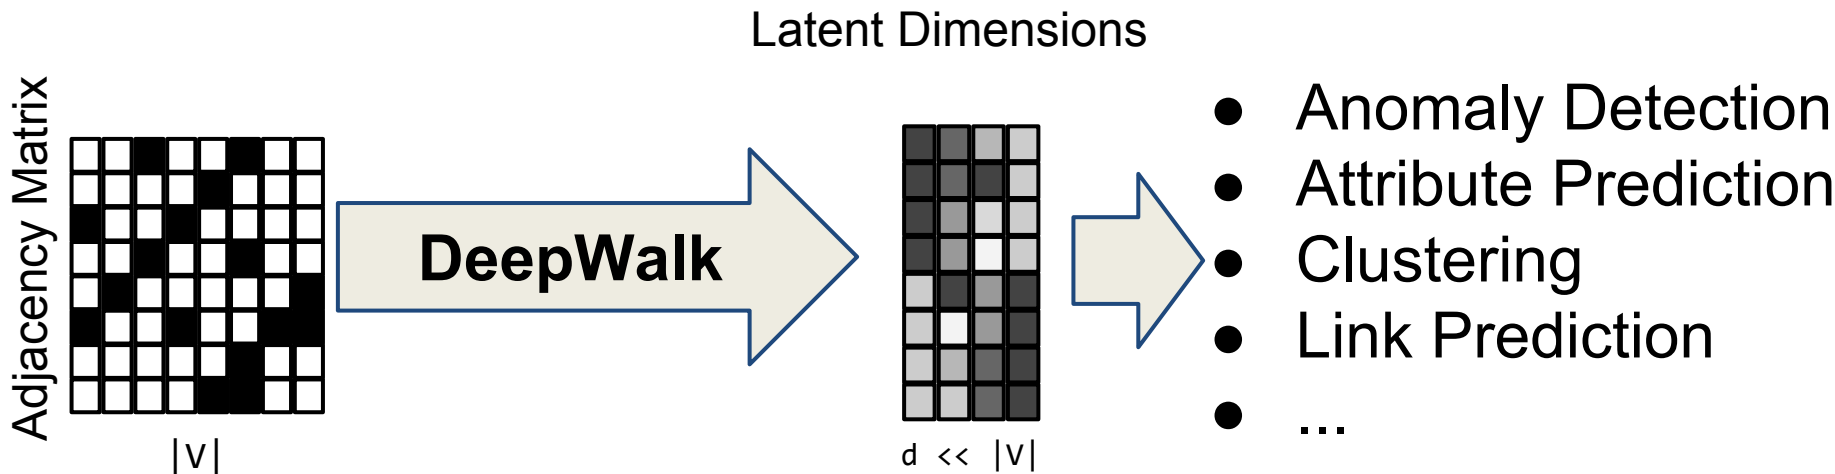 Latent Dimensions
Adjacency Matrix
|V|
DeepWalk
d << |V|
● Anomaly Detection
● Attribute Prediction
● Clustering
● Link Prediction
● ...